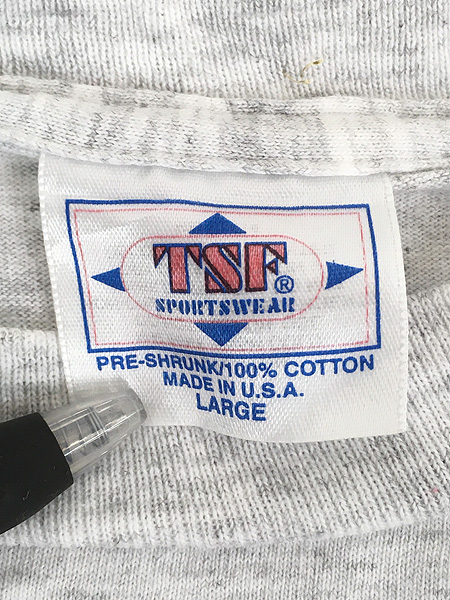 TSF®
SPORTSWEAR
PRE-SHRUNK/100% COTTON
MADE IN U.S.A.
LARGE